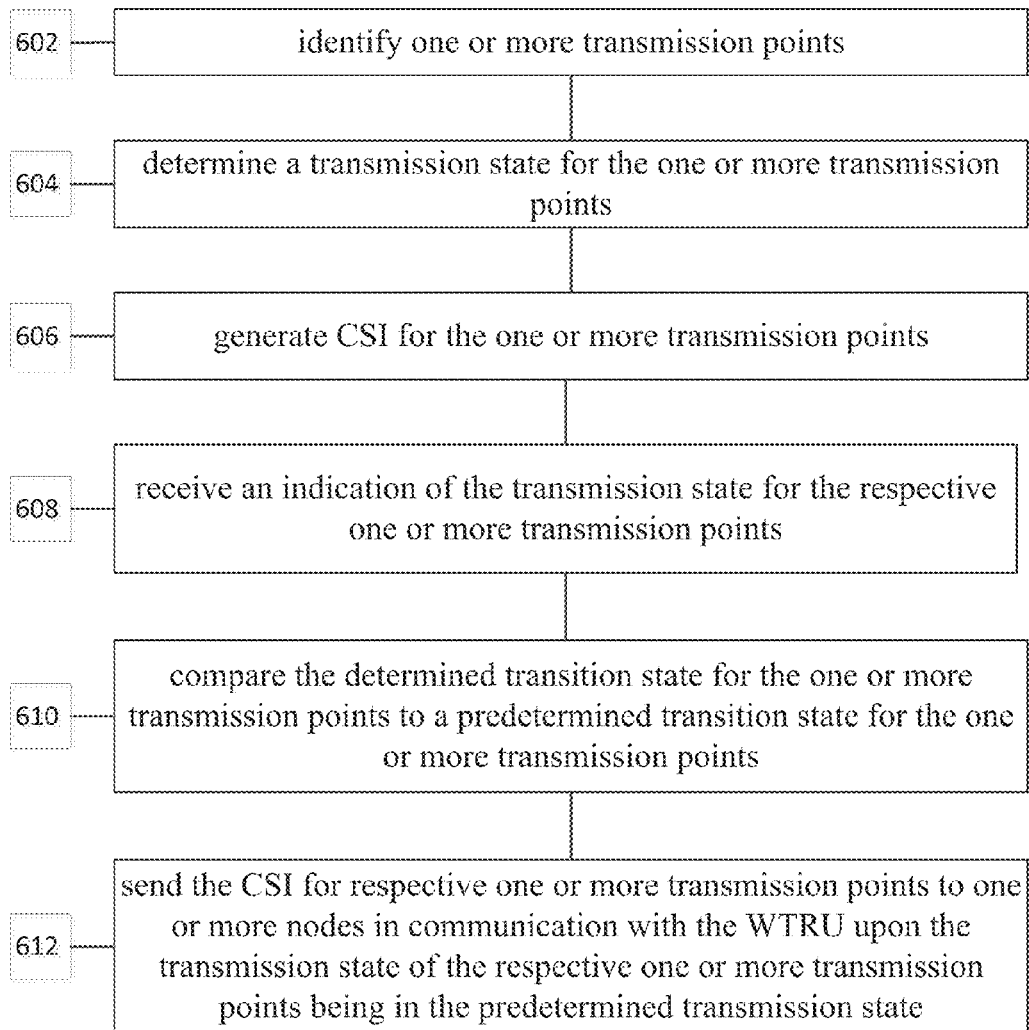 602
identify one or more transmission points
604
determine a transmission state for the one or more transmission
points
606
generate CSI for the one or more transmission points
608
receive an indication of the transmission state for the respective
one or more transmission points
610
compare the determined transition state for the one or more
transmission points to a predetermined transition state for the one
or more transmission points
612
send the CSI for respective one or more transmission points to one
or more nodes in communication with the WTRU upon the
transmission state of the respective one or more transmission
points being in the predetermined transmission state